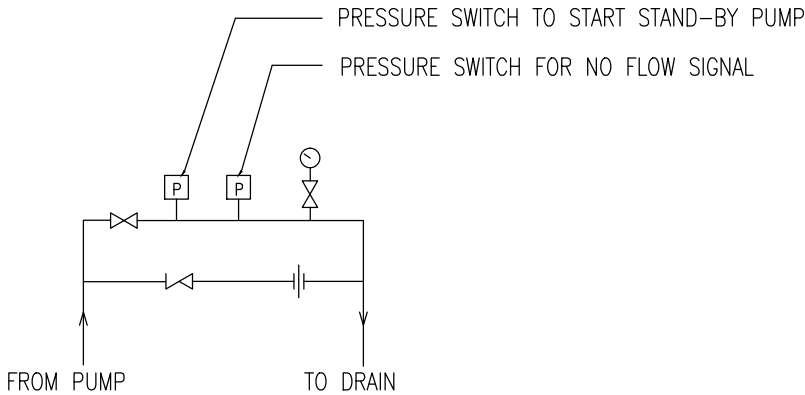 PRESSURE SWITCH TO START STAND-BY PUMP
PRESSURE SWITCH FOR NO FLOW SIGNAL
P P
FROM PUMP TO DRAIN